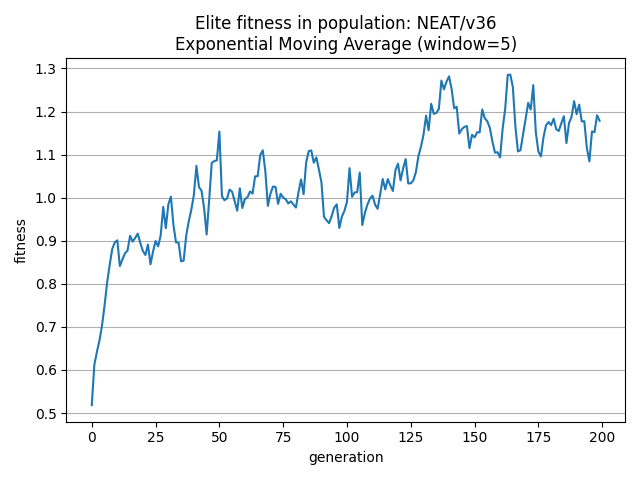 Elite fitness in population: NEAT/v36
Exponential Moving Average (window=5)
fitness
1.3
1.2
1.1
1.0
0.9
0.8
0.7
0.6
0.5
0 25 50 75 100 125 150 175 200
generation